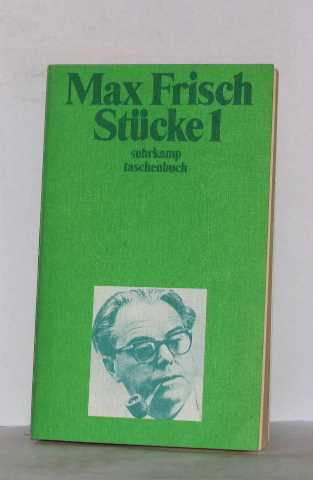 Max Frisch
Stücke 1
suhrkamp
taschenbuch